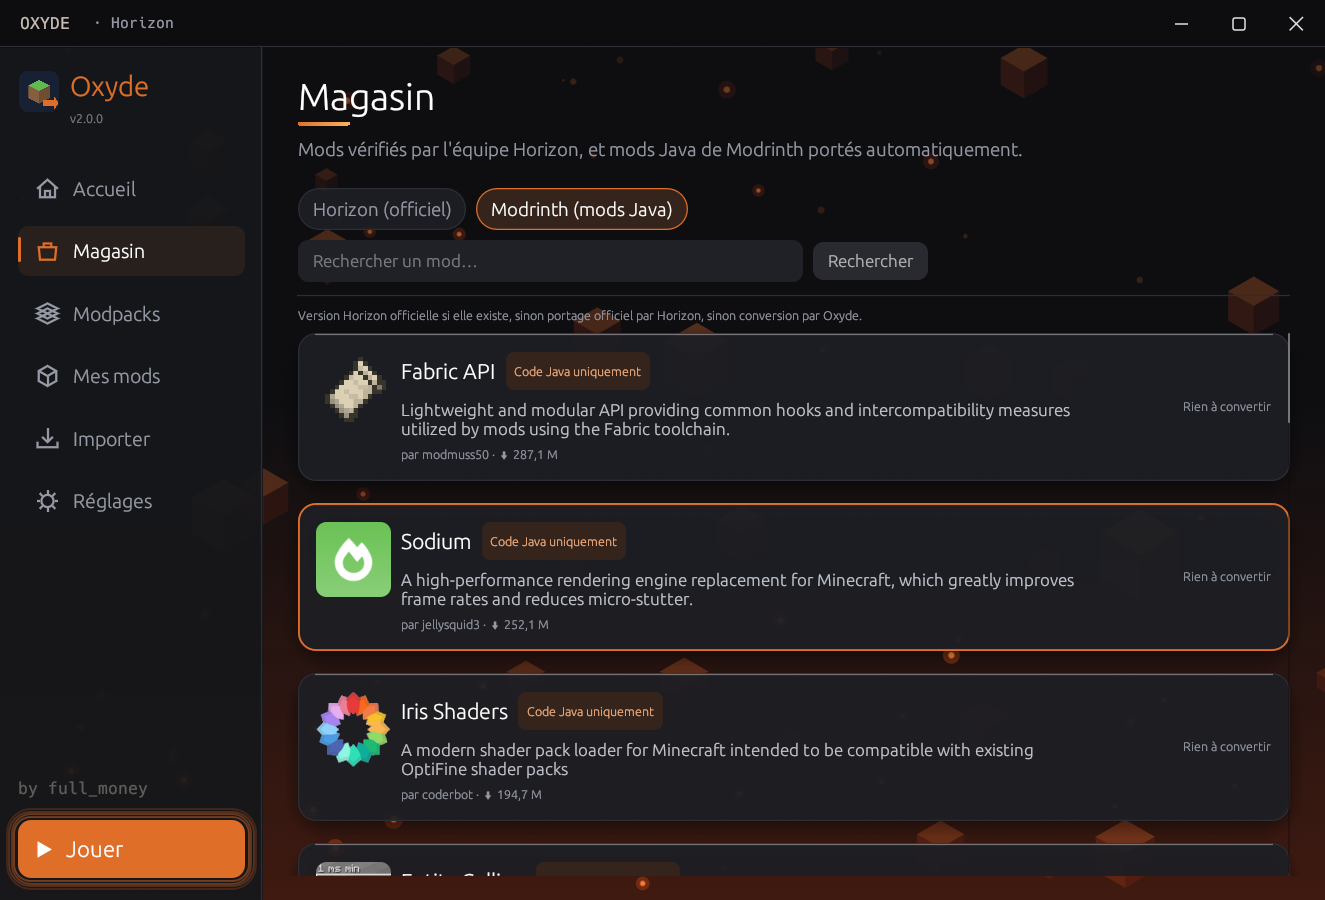 OXYDE · Horizon
Oxyde
v2.0.0
Accueil
Magasin
Modpacks
Mes mods
Importer
Réglages
by full_money
Jouer
Magasin
Mods vérifiés par l'équipe Horizon, et mods Java de Modrinth portés automatiquement.
Horizon (officiel) Modrinth (mods Java)
Rechercher un mod... Rechercher
Version Horizon officielle si elle existe, sinon portage officiel par Horizon, sinon conversion par Oxyde.
Fabric API Code Java uniquement
Lightweight and modular API providing common hooks and intercompatibility measures
utilized by mods using the Fabric toolchain.
par modmuss50 · 287,1 M
Rien à convertir
Sodium Code Java uniquement
A high-performance rendering engine replacement for Minecraft, which greatly improves
frame rates and reduces micro-stutter.
par jellysquid3 · 252,1 M
Rien à convertir
Iris Shaders Code Java uniquement
A modern shader pack loader for Minecraft intended to be compatible with existing
OptiFine shader packs
par coderbot · 194,7 M
Rien à convertir
1 ms min